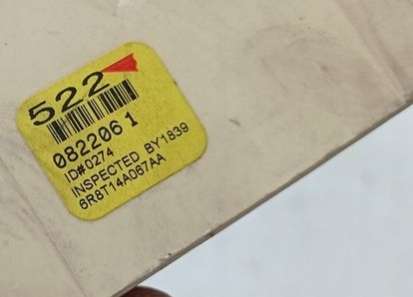 522
082206 1
ID#0274
INSPECTED BY1839
6R8T14A087AA